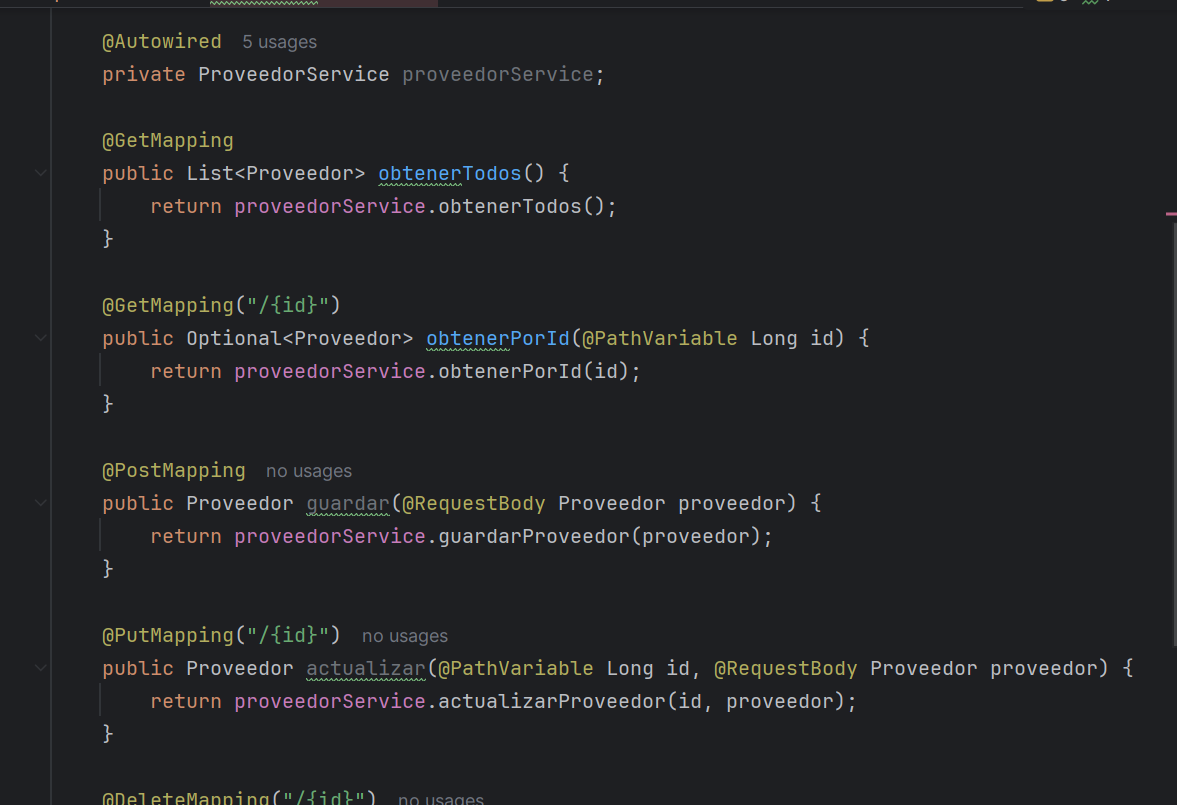 @Autowired 5 usages
private ProveedorService proveedorService;
@GetMapping
public List<Proveedor> obtenerTodos() {
return proveedorService.obtenerTodos();
}
@GetMapping("/{id}")
public Optional<Proveedor> obtenerPorId(@PathVariable Long id) {
return proveedorService.obtenerPorId(id);
}
@PostMapping no usages
public Proveedor guardar(@RequestBody Proveedor proveedor) {
return proveedorService.guardarProveedor(proveedor);
}
@PutMapping("/{id}") no usages
public Proveedor actualizar(@PathVariable Long id, @RequestBody Proveedor proveedor) {
return proveedorService.actualizarProveedor(id, proveedor);
}
@DeleteMapping("/{id}") no usages